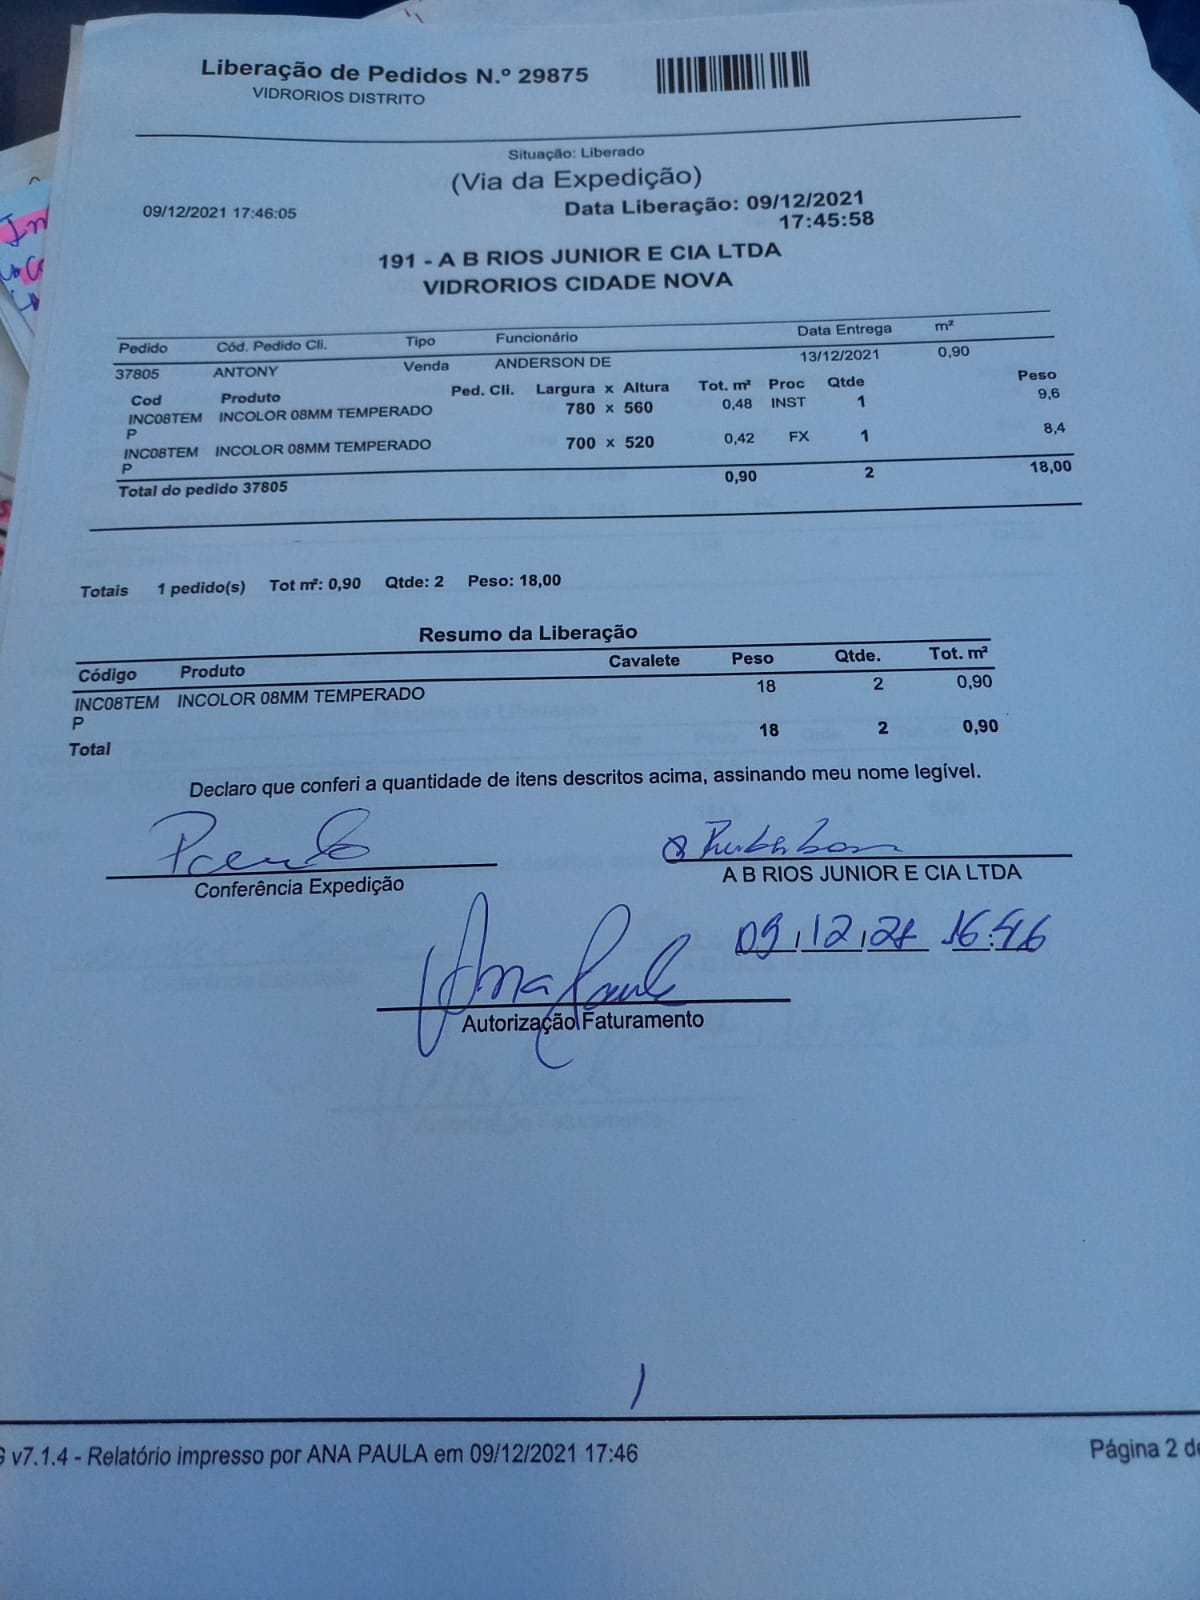 Liberação de Pedidos N.º 29875
VIDRORIOS DISTRITO
Situação: Liberado
(Via da Expedição)
09/12/2021 17:46:05
Data Liberação: 09/12/2021
17:45:58
191 - A B RIOS JUNIOR E CIA LTDA
VIDRORIOS CIDADE NOVA
Pedido Cód. Pedido Cli. Tipo Funcionário Data Entrega m²
37805 ANTONY Venda ANDERSON DE 13/12/2021 0,90
Cod Produto Ped. Cli. Largura x Altura Tot. m² Proc Qtde Peso
INC08TEM INCOLOR 08MM TEMPERADO 780 x 560 0,48 INST 1 9,6
P
INC08TEM INCOLOR 08MM TEMPERADO 700 x 520 0,42 FX 1 8,4
P
Total do pedido 37805 0,90 2 18,00
Totais 1 pedido(s) Tot m²: 0,90 Qtde: 2 Peso: 18,00
Resumo da Liberação
Código Produto Cavalete Peso Qtde. Tot. m²
INC08TEM INCOLOR 08MM TEMPERADO 18 2 0,90
P
Total 18 2 0,90
Declaro que conferi a quantidade de itens descritos acima, assinando meu nome legível.
Conferência Expedição
A B RIOS JUNIOR E CIA LTDA
09,12,21 16:46
Ana Paula
Autorização Faturamento
v7.1.4 - Relatório impresso por ANA PAULA em 09/12/2021 17:46
Página 2 de